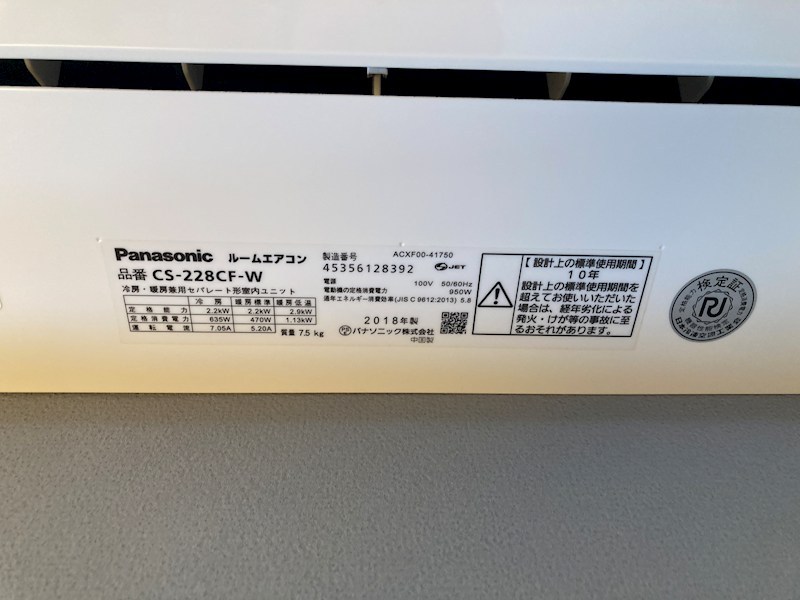 Panasonic ルームエアコン
品番 CS-228CF-W
冷房・暖房兼用セパレート形室内ユニット
冷房 暖房標準 暖房低温
定格能力 2.2kW 2.2kW 2.9kW
定格消費電力 635W 470W 1.13kW
運転電流 7.05A 5.20A
質量 7.5 kg
製造番号 ACXF00-41750
45356128392 JET
電源 100V 50/60Hz
電動機の定格消費電力 950W
通年エネルギー消費効率(JIS C 9612:2013) 5.8
2018年製
PS パナソニック株式会社
中国製
【設計上の標準使用期間】
10年
設計上の標準使用期間を
超えてお使いいただいた
場合は、経年劣化による
発火・けが等の事故に至
るおそれがあります。
検定証